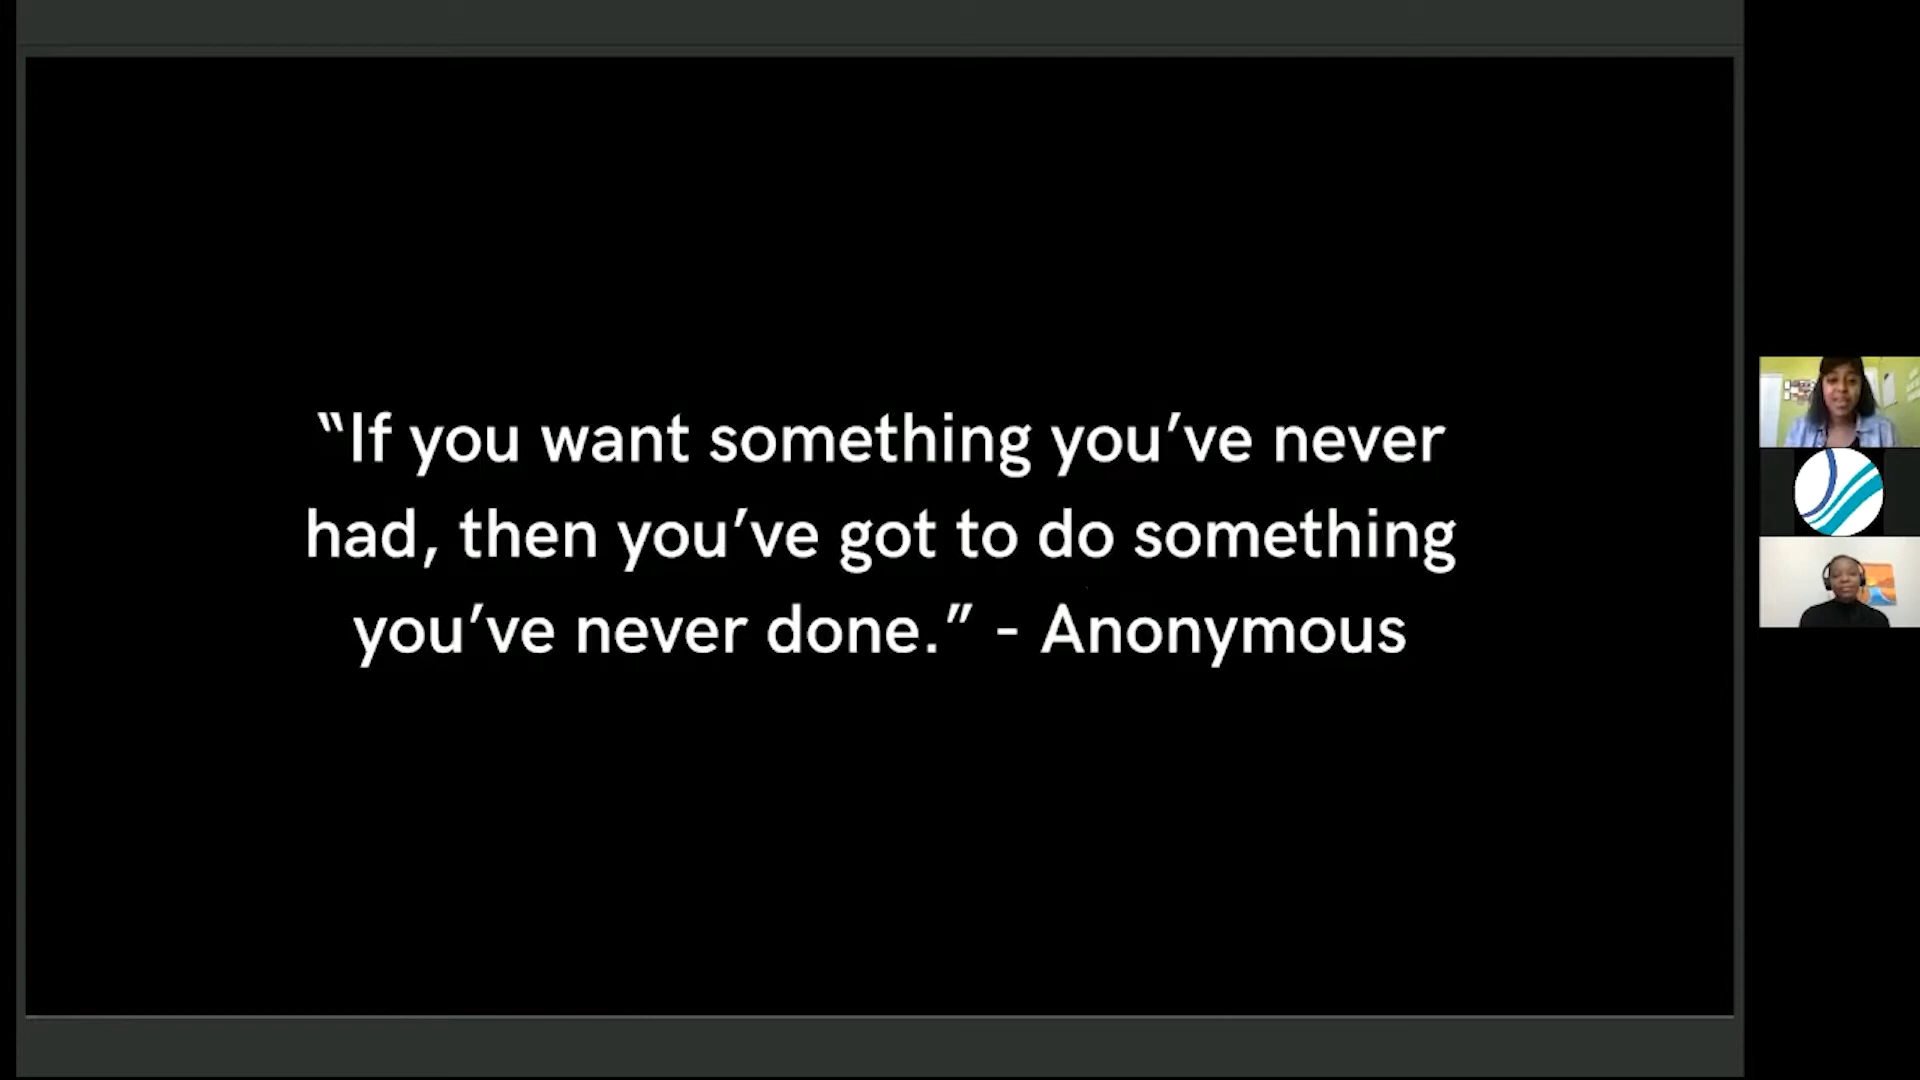 “If you want something you’ve never
had, then you’ve got to do something
you’ve never done.” - Anonymous